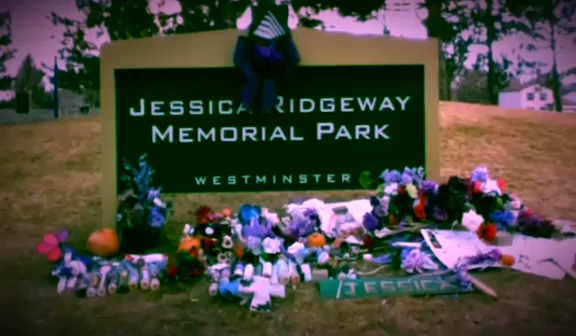 JESSICA RIDGEWAY
MEMORIAL PARK
WESTMINSTER
JESSICA